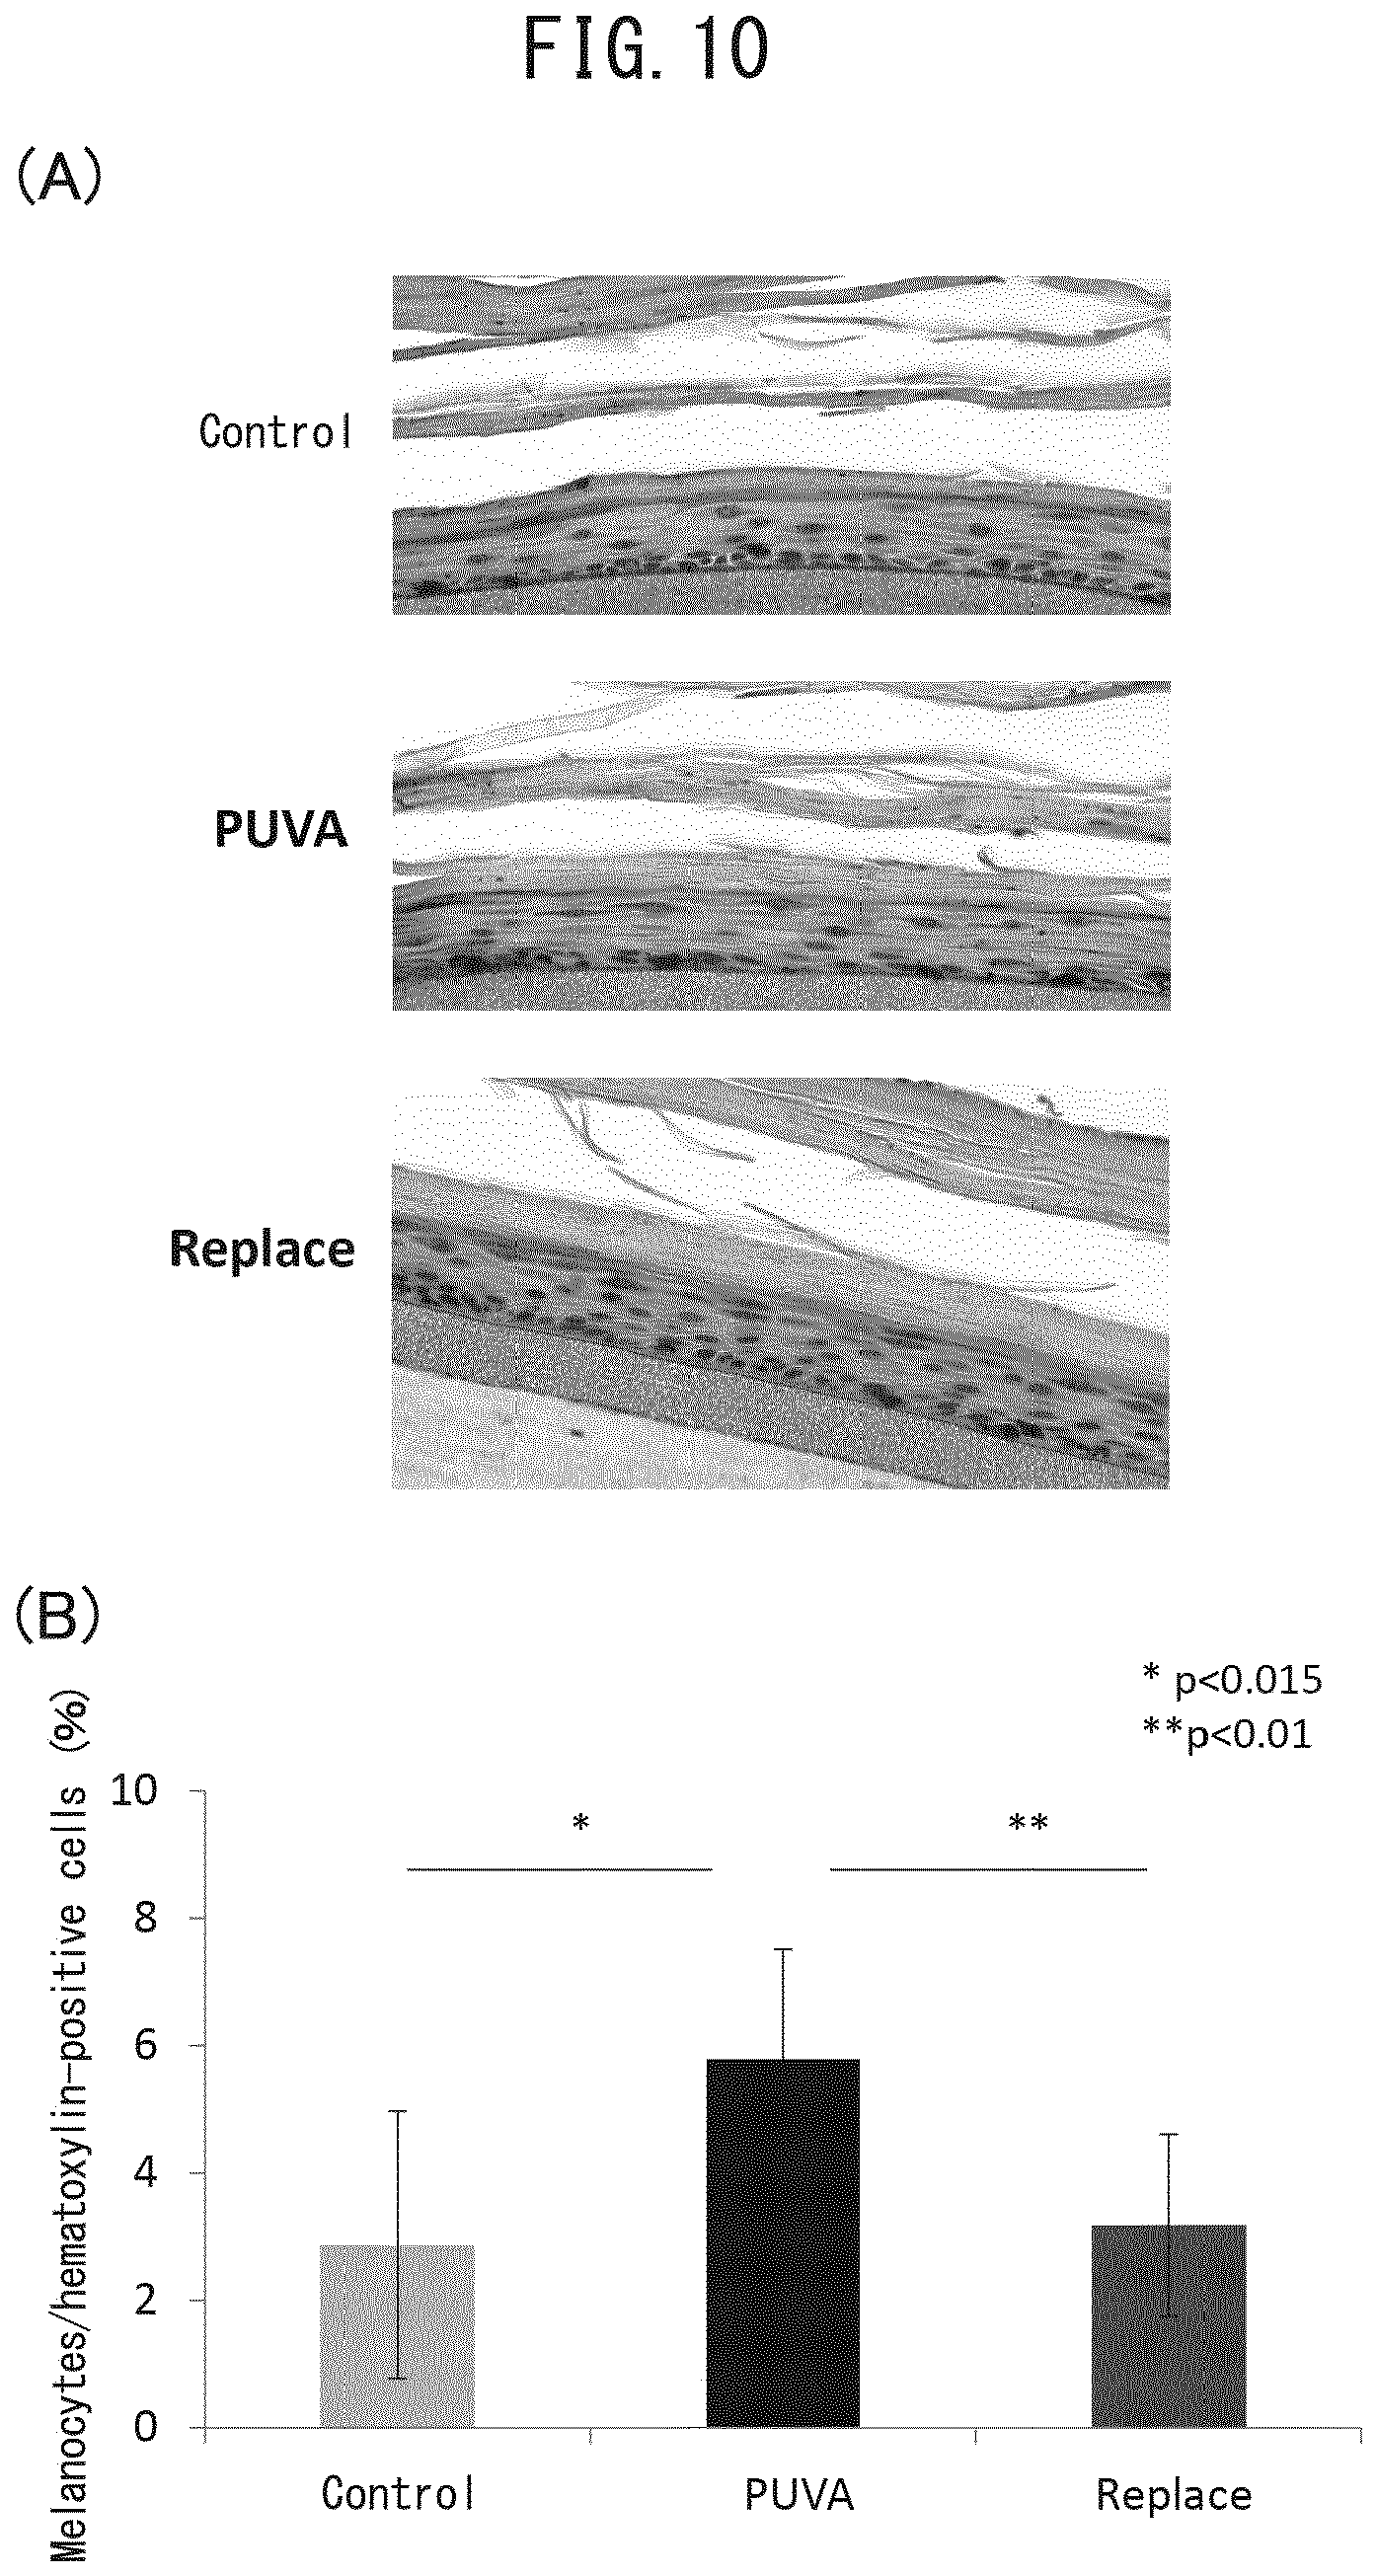 FIG. 10
(A)
Control
PUVA
Replace
(B)
* p<0.015
**p<0.01
Melanocytes/hematoxylin-positive cells (%)
10
8
6
4
2
0
*
**
Control
PUVA
Replace